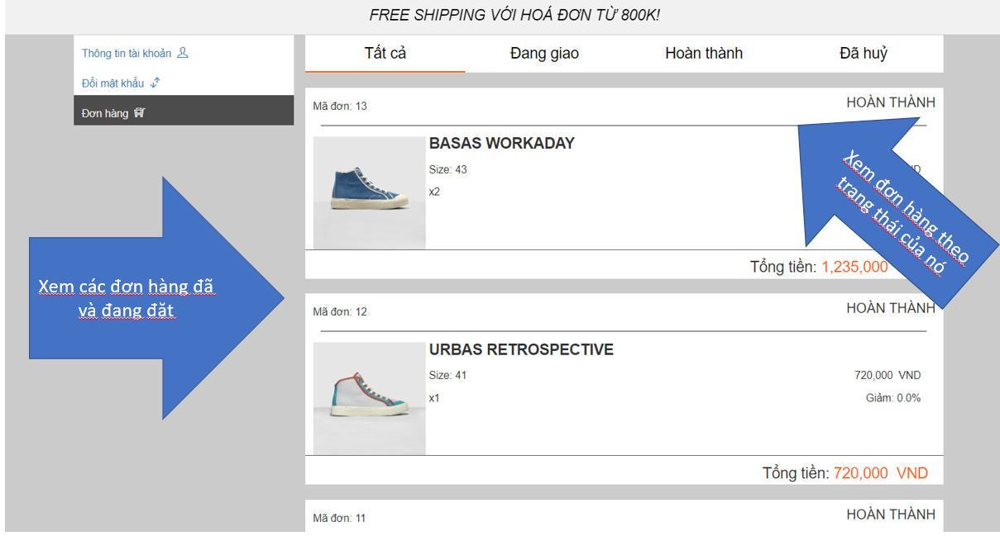 FREE SHIPPING VỚI HOÁ ĐƠN TỪ 800K!
Thông tin tài khoản
Đổi mật khẩu
Đơn hàng
Tất cả Đang giao Hoàn thành Đã huỷ
Mã đơn: 13 HOÀN THÀNH
BASAS WORKADAY
Size: 43
x2
Tổng tiền: 1,235,000
Xem đơn hàng theo
trạng thái của nó
Xem các đơn hàng đã
và đang đăt
Mã đơn: 12 HOÀN THÀNH
URBAS RETROSPECTIVE
Size: 41 720,000 VND
x1 Giảm: 0.0%
Tổng tiền: 720,000 VND
Mã đơn: 11 HOÀN THÀNH